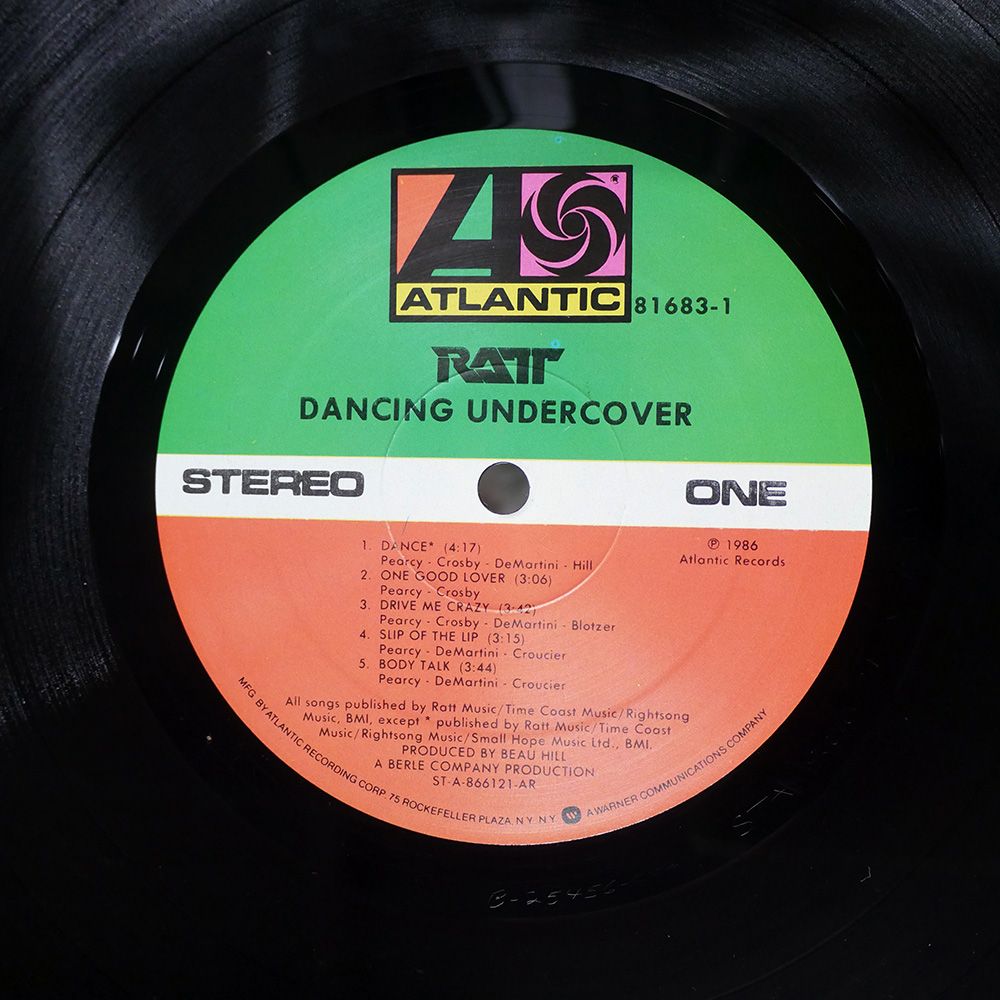 ATLANTIC
81683-1
RATT
DANCING UNDERCOVER
STEREO
ONE
1. DANCE* (4:17)
Pearcy - Crosby - DeMartini - Hill
2. ONE GOOD LOVER (3:06)
Pearcy - Crosby
3. DRIVE ME CRAZY (3:42)
Pearcy - Crosby - DeMartini - Blotzer
4. SLIP OF THE LIP (3:15)
Pearcy - DeMartini - Croucier
5. BODY TALK (3:44)
Pearcy - DeMartini - Croucier
℗ 1986
Atlantic Records
All songs published by Ratt Music/Time Coast Music/Rightsong
Music, BMI, except * published by Ratt Music/Time Coast
Music/Rightsong Music/Small Hope Music Ltd., BMI.
PRODUCED BY BEAU HILL
A BERLE COMPANY PRODUCTION
ST-A-866121-AR
MFG. BY ATLANTIC RECORDING CORP. 75 ROCKEFELLER PLAZA, N.Y. N.Y. A WARNER COMMUNICATIONS COMPANY